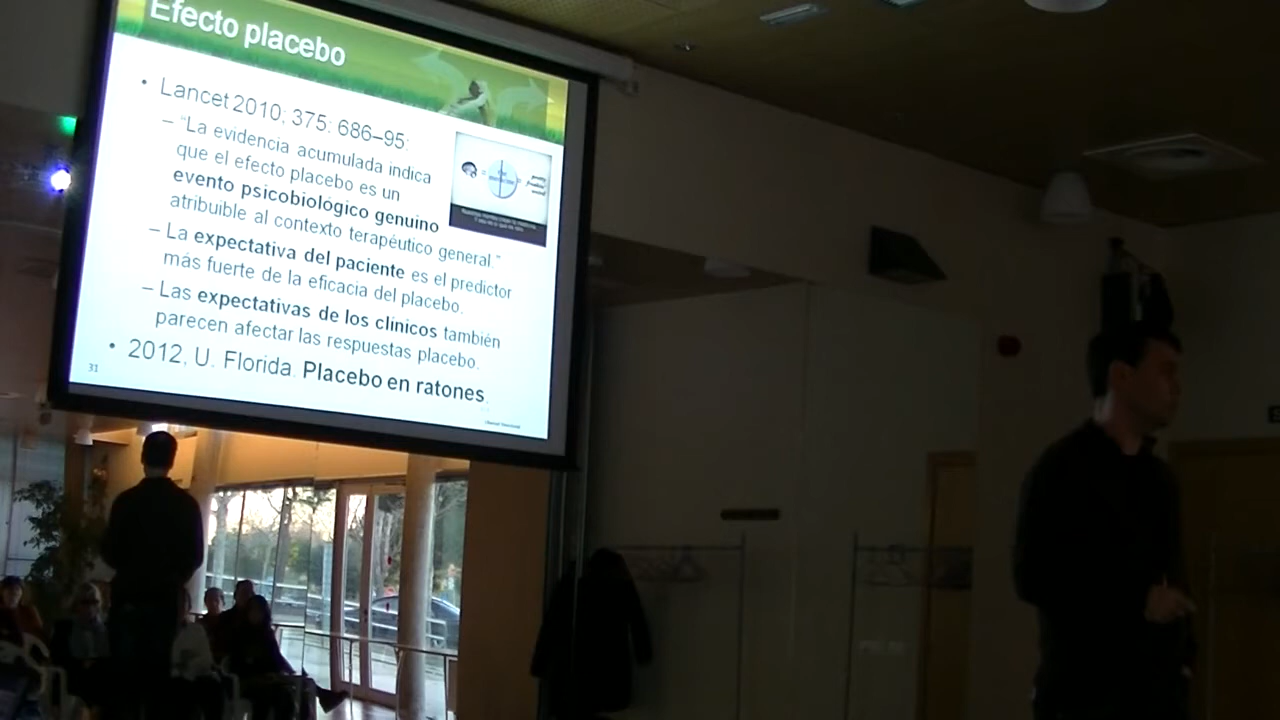 Efecto placebo
• Lancet 2010; 375: 686–95:
– “La evidencia acumulada indica
que el efecto placebo es un
evento psicobiológico genuino
atribuible al contexto terapéutico general.”
– La expectativa del paciente es el predictor
más fuerte de la eficacia del placebo.
– Las expectativas de los clínicos también
parecen afectar las respuestas placebo.
• 2012, U. Florida. Placebo en ratones.
31